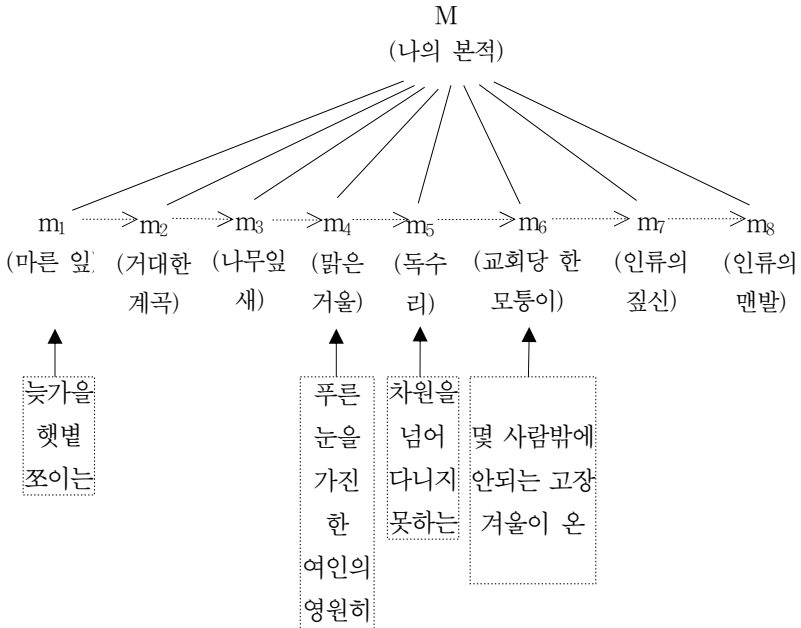 M
(나의 본적)
m₁ m₂ m₃ m₄ m₅ m₆ m₇ m₈
(마른 잎) (거대한 (나무잎 (맑은 (독수 (교회당 한 (인류의 (인류의
계곡) 새) 거울) 리) 모퉁이) 짚신) 맨발)
늦가을
햇볕
쪼이는
푸른
눈을
가진
한
여인의
영원히
차원을
넘어
다니지
못하는
몇 사람밖에
안되는 고장
겨울이 온